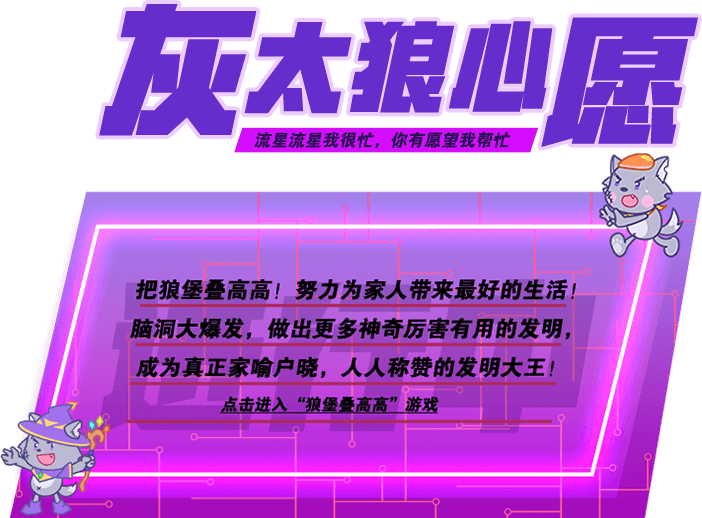 灰太狼心愿
流星流星我很忙，你有愿望我帮忙
把狼堡叠高高！努力为家人带来最好的生活！
脑洞大爆发，做出更多神奇厉害有用的发明，
成为真正家喻户晓，人人称赞的发明大王！
点击进入“狼堡叠高高”游戏
进行中